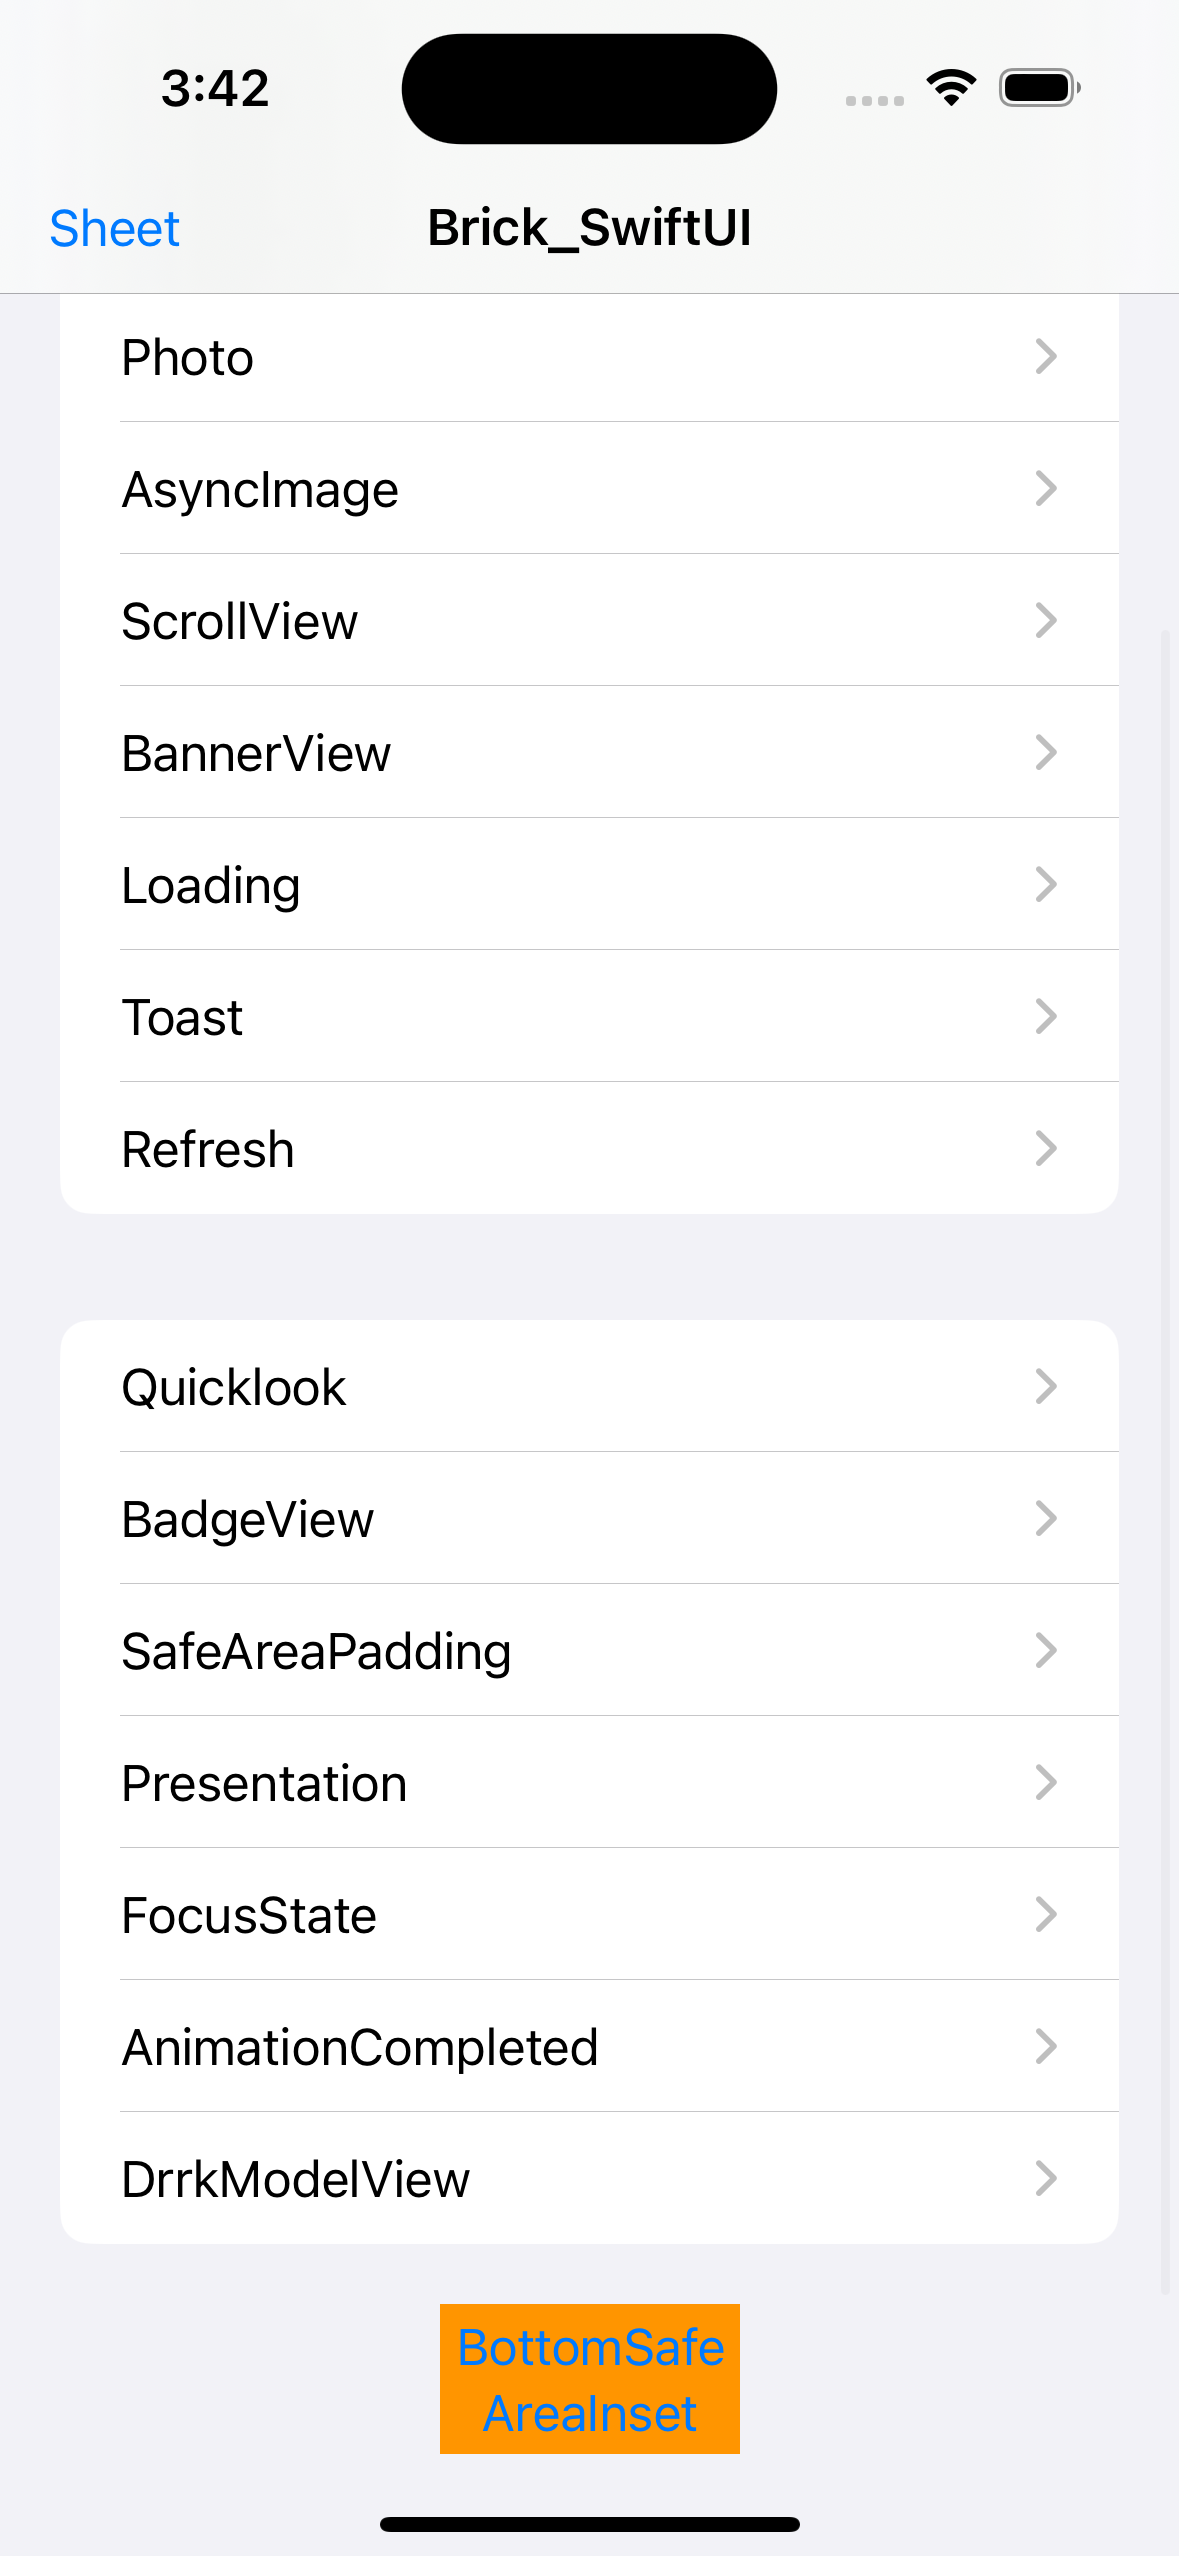 3:42
Sheet
Brick_SwiftUI
Photo
AsyncImage
ScrollView
BannerView
Loading
Toast
Refresh
Quicklook
BadgeView
SafeAreaPadding
Presentation
FocusState
AnimationCompleted
DrrkModelView
BottomSafe
AreaInset